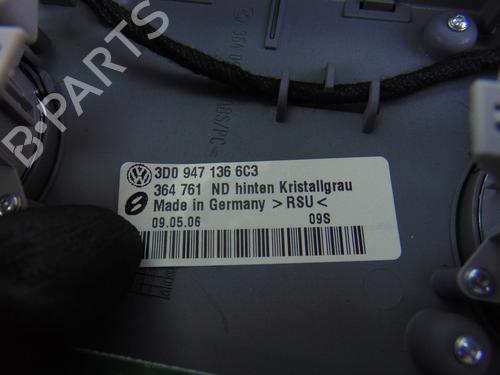 B-PARTS
3D0 947 136 6C3
364 761 ND hinten Kristallgrau
Made in Germany >RSU<
09.05.06 09S